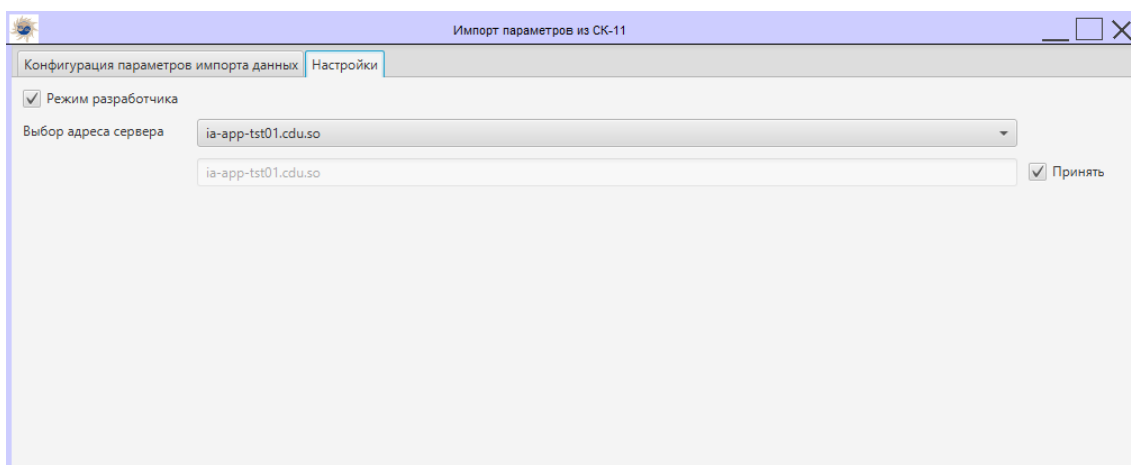 Импорт параметров из СК-11
Конфигурация параметров импорта данных Настройки
Режим разработчика
Выбор адреса сервера ia-app-tst01.cdu.so
ia-app-tst01.cdu.so Принять